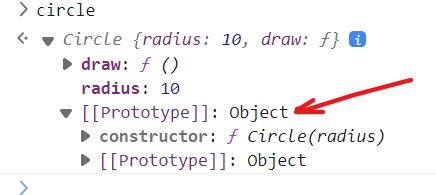 > circle
<· ▼ Circle {radius: 10, draw: ƒ} i
▶ draw: ƒ ()
radius: 10
▼ [[Prototype]]: Object
▶ constructor: ƒ Circle(radius)
▶ [[Prototype]]: Object
>